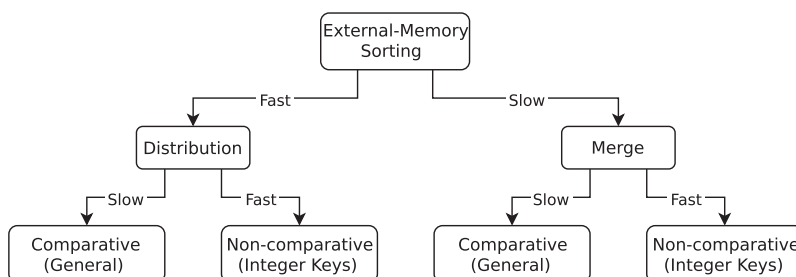 External-Memory
Sorting
Fast
Slow
Distribution
Merge
Slow
Fast
Slow
Fast
Comparative
(General)
Non-comparative
(Integer Keys)
Comparative
(General)
Non-comparative
(Integer Keys)